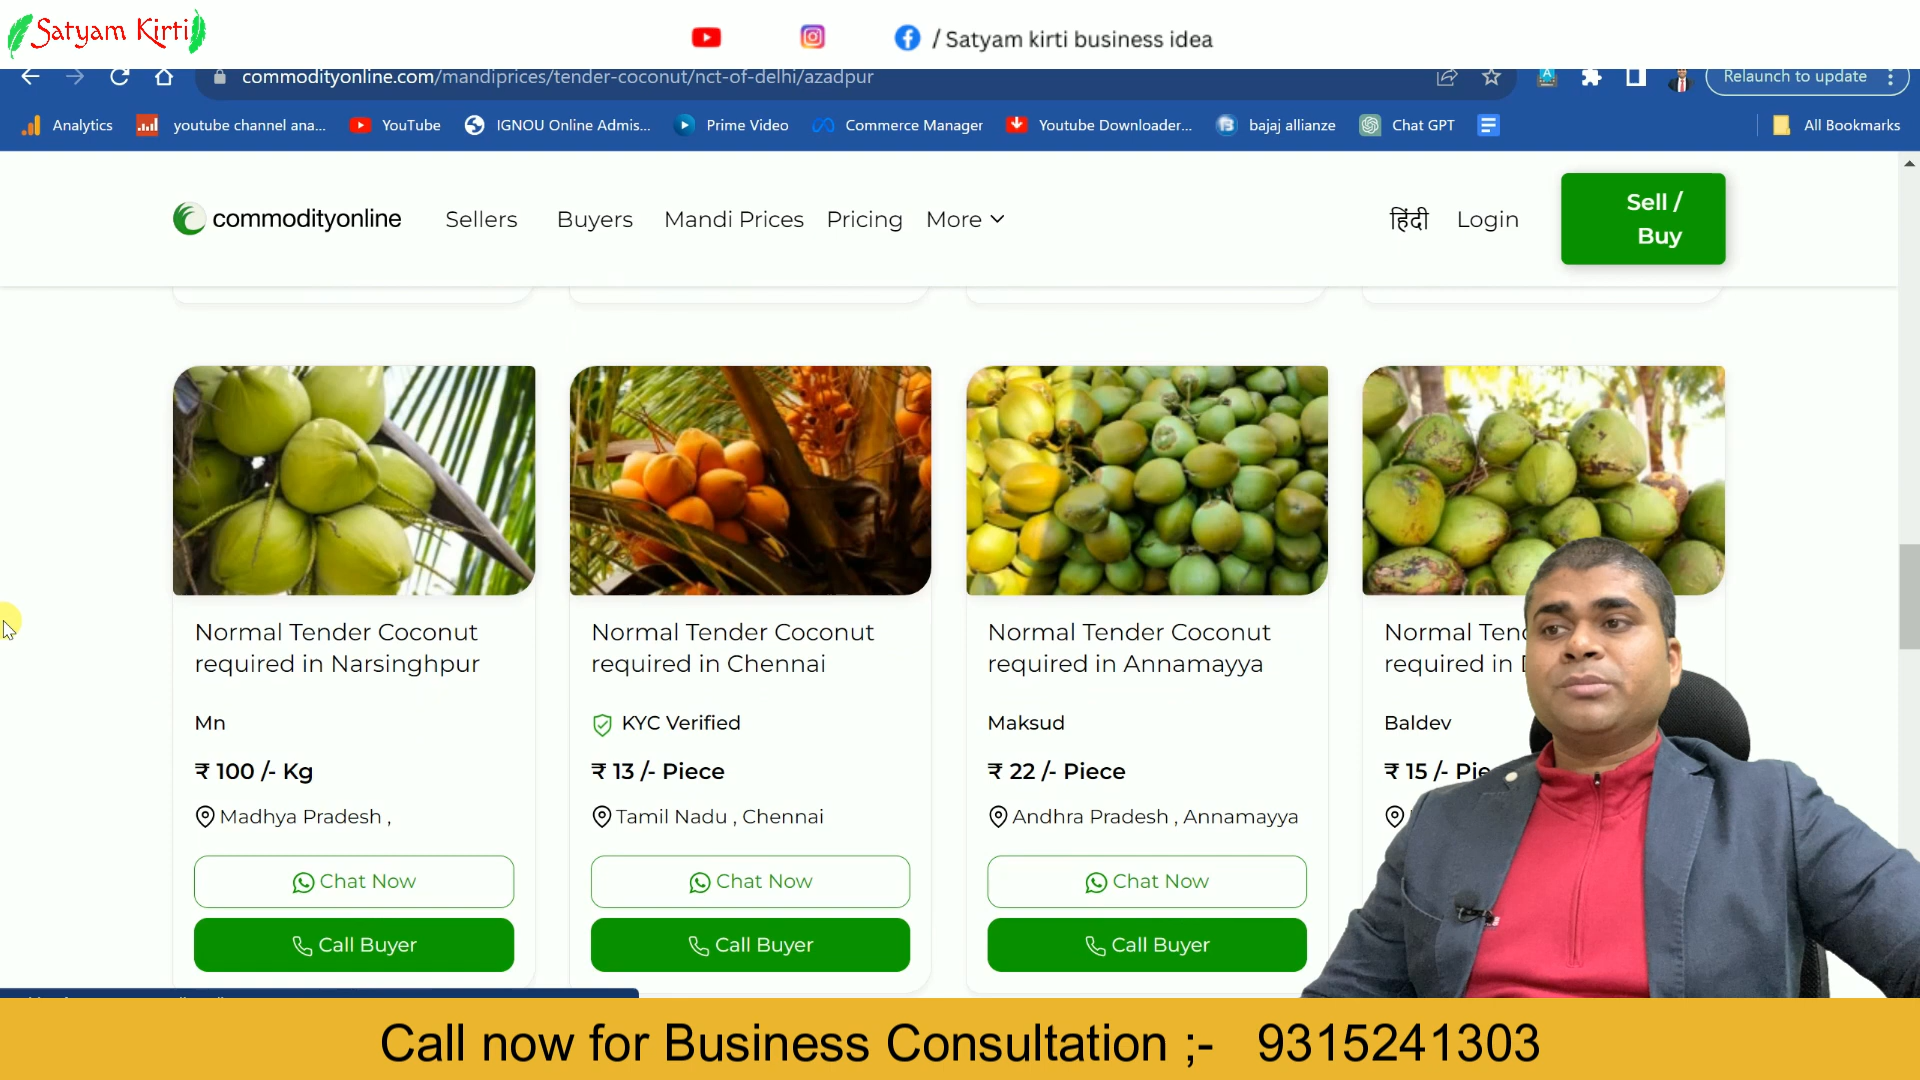 Satyam Kirti
/ Satyam kirti business idea
commodityonline.com/mandiprices/tender-coconut/nct-of-delhi/azadpur
Relaunch to update
Analytics
youtube channel ana...
YouTube
IGNOU Online Admis...
Prime Video
Commerce Manager
Youtube Downloader...
bajaj allianze
Chat GPT
All Bookmarks
commodityonline
Sellers
Buyers
Mandi Prices
Pricing
More
हिंदी
Login
Sell /
Buy
Normal Tender Coconut
required in Narsinghpur
Mn
₹ 100 /- Kg
Madhya Pradesh ,
Chat Now
Call Buyer
Normal Tender Coconut
required in Chennai
KYC Verified
₹ 13 /- Piece
Tamil Nadu , Chennai
Chat Now
Call Buyer
Normal Tender Coconut
required in Annamayya
Maksud
₹ 22 /- Piece
Andhra Pradesh , Annamayya
Chat Now
Call Buyer
Normal
required in
Baldev
₹ 15 /-
Call now for Business Consultation ;- 9315241303